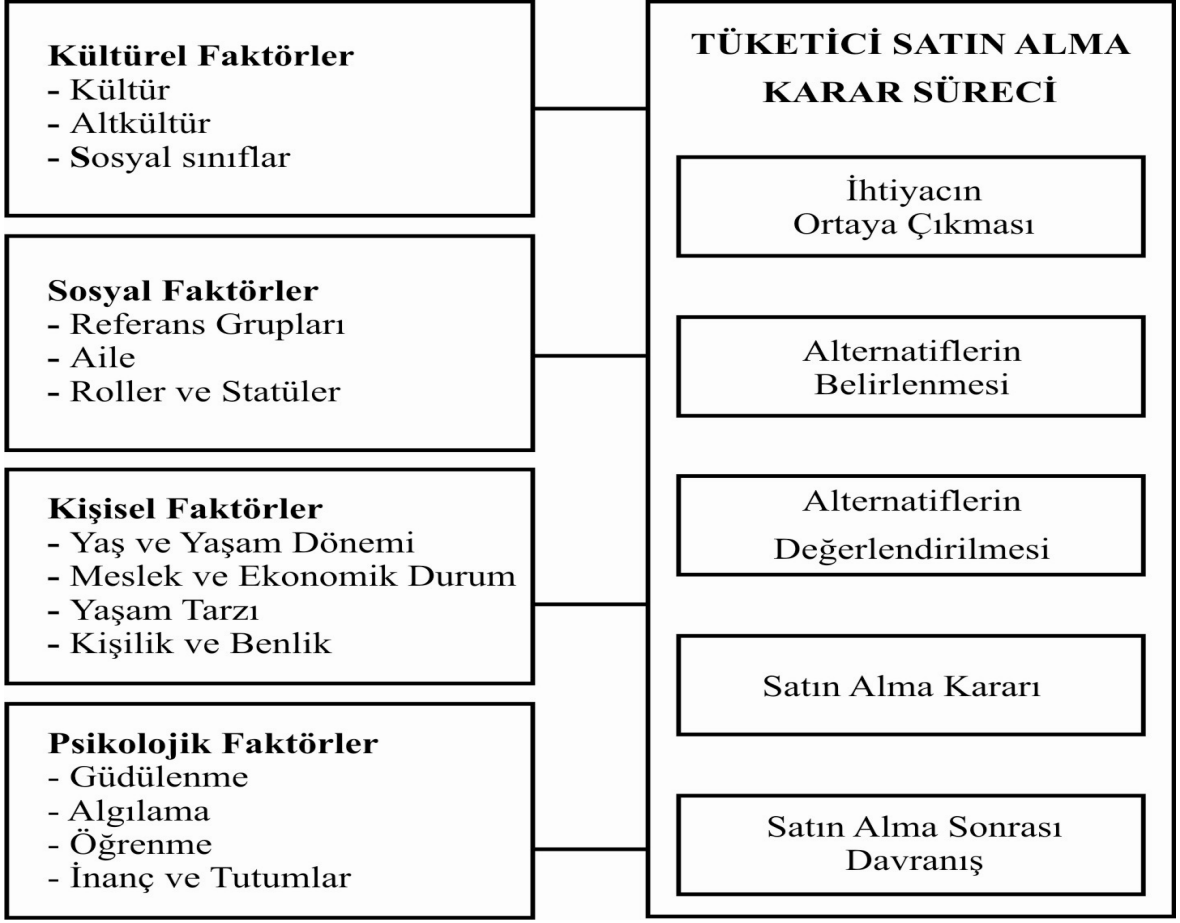 Kültürel Faktörler
- Kültür
- Altkültür
- Sosyal sınıflar
Sosyal Faktörler
- Referans Grupları
- Aile
- Roller ve Statüler
Kişisel Faktörler
- Yaş ve Yaşam Dönemi
- Meslek ve Ekonomik Durum
- Yaşam Tarzı
- Kişilik ve Benlik
Psikolojik Faktörler
- Güdülenme
- Algılama
- Öğrenme
- İnanç ve Tutumlar
TÜKETİCİ SATIN ALMA
KARAR SÜRECİ
İhtiyacın
Ortaya Çıkması
Alternatiflerin
Belirlenmesi
Alternatiflerin
Değerlendirilmesi
Satın Alma Kararı
Satın Alma Sonrası
Davranış